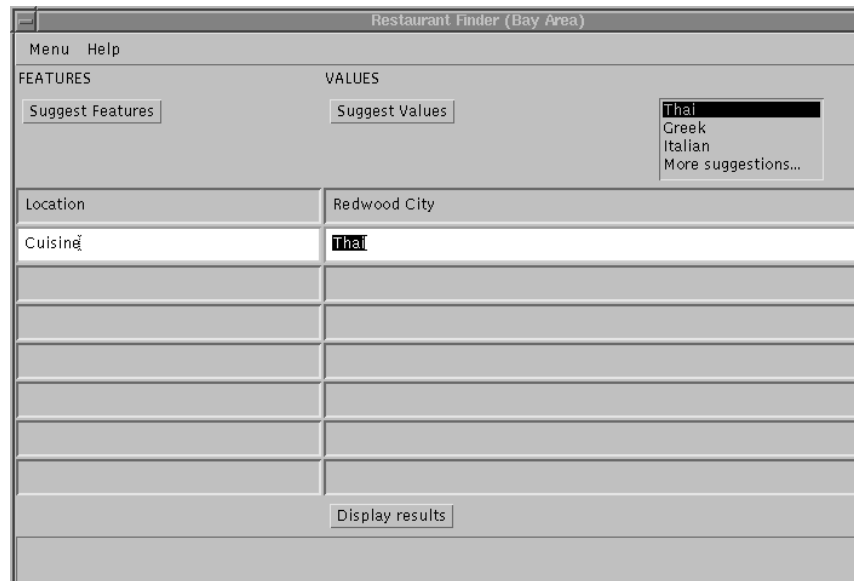 Restaurant Finder (Bay Area)
Menu Help
FEATURES VALUES
Suggest Features Suggest Values
Thai
Greek
Italian
More suggestions...
Location Redwood City
Cuisine Thai
Display results